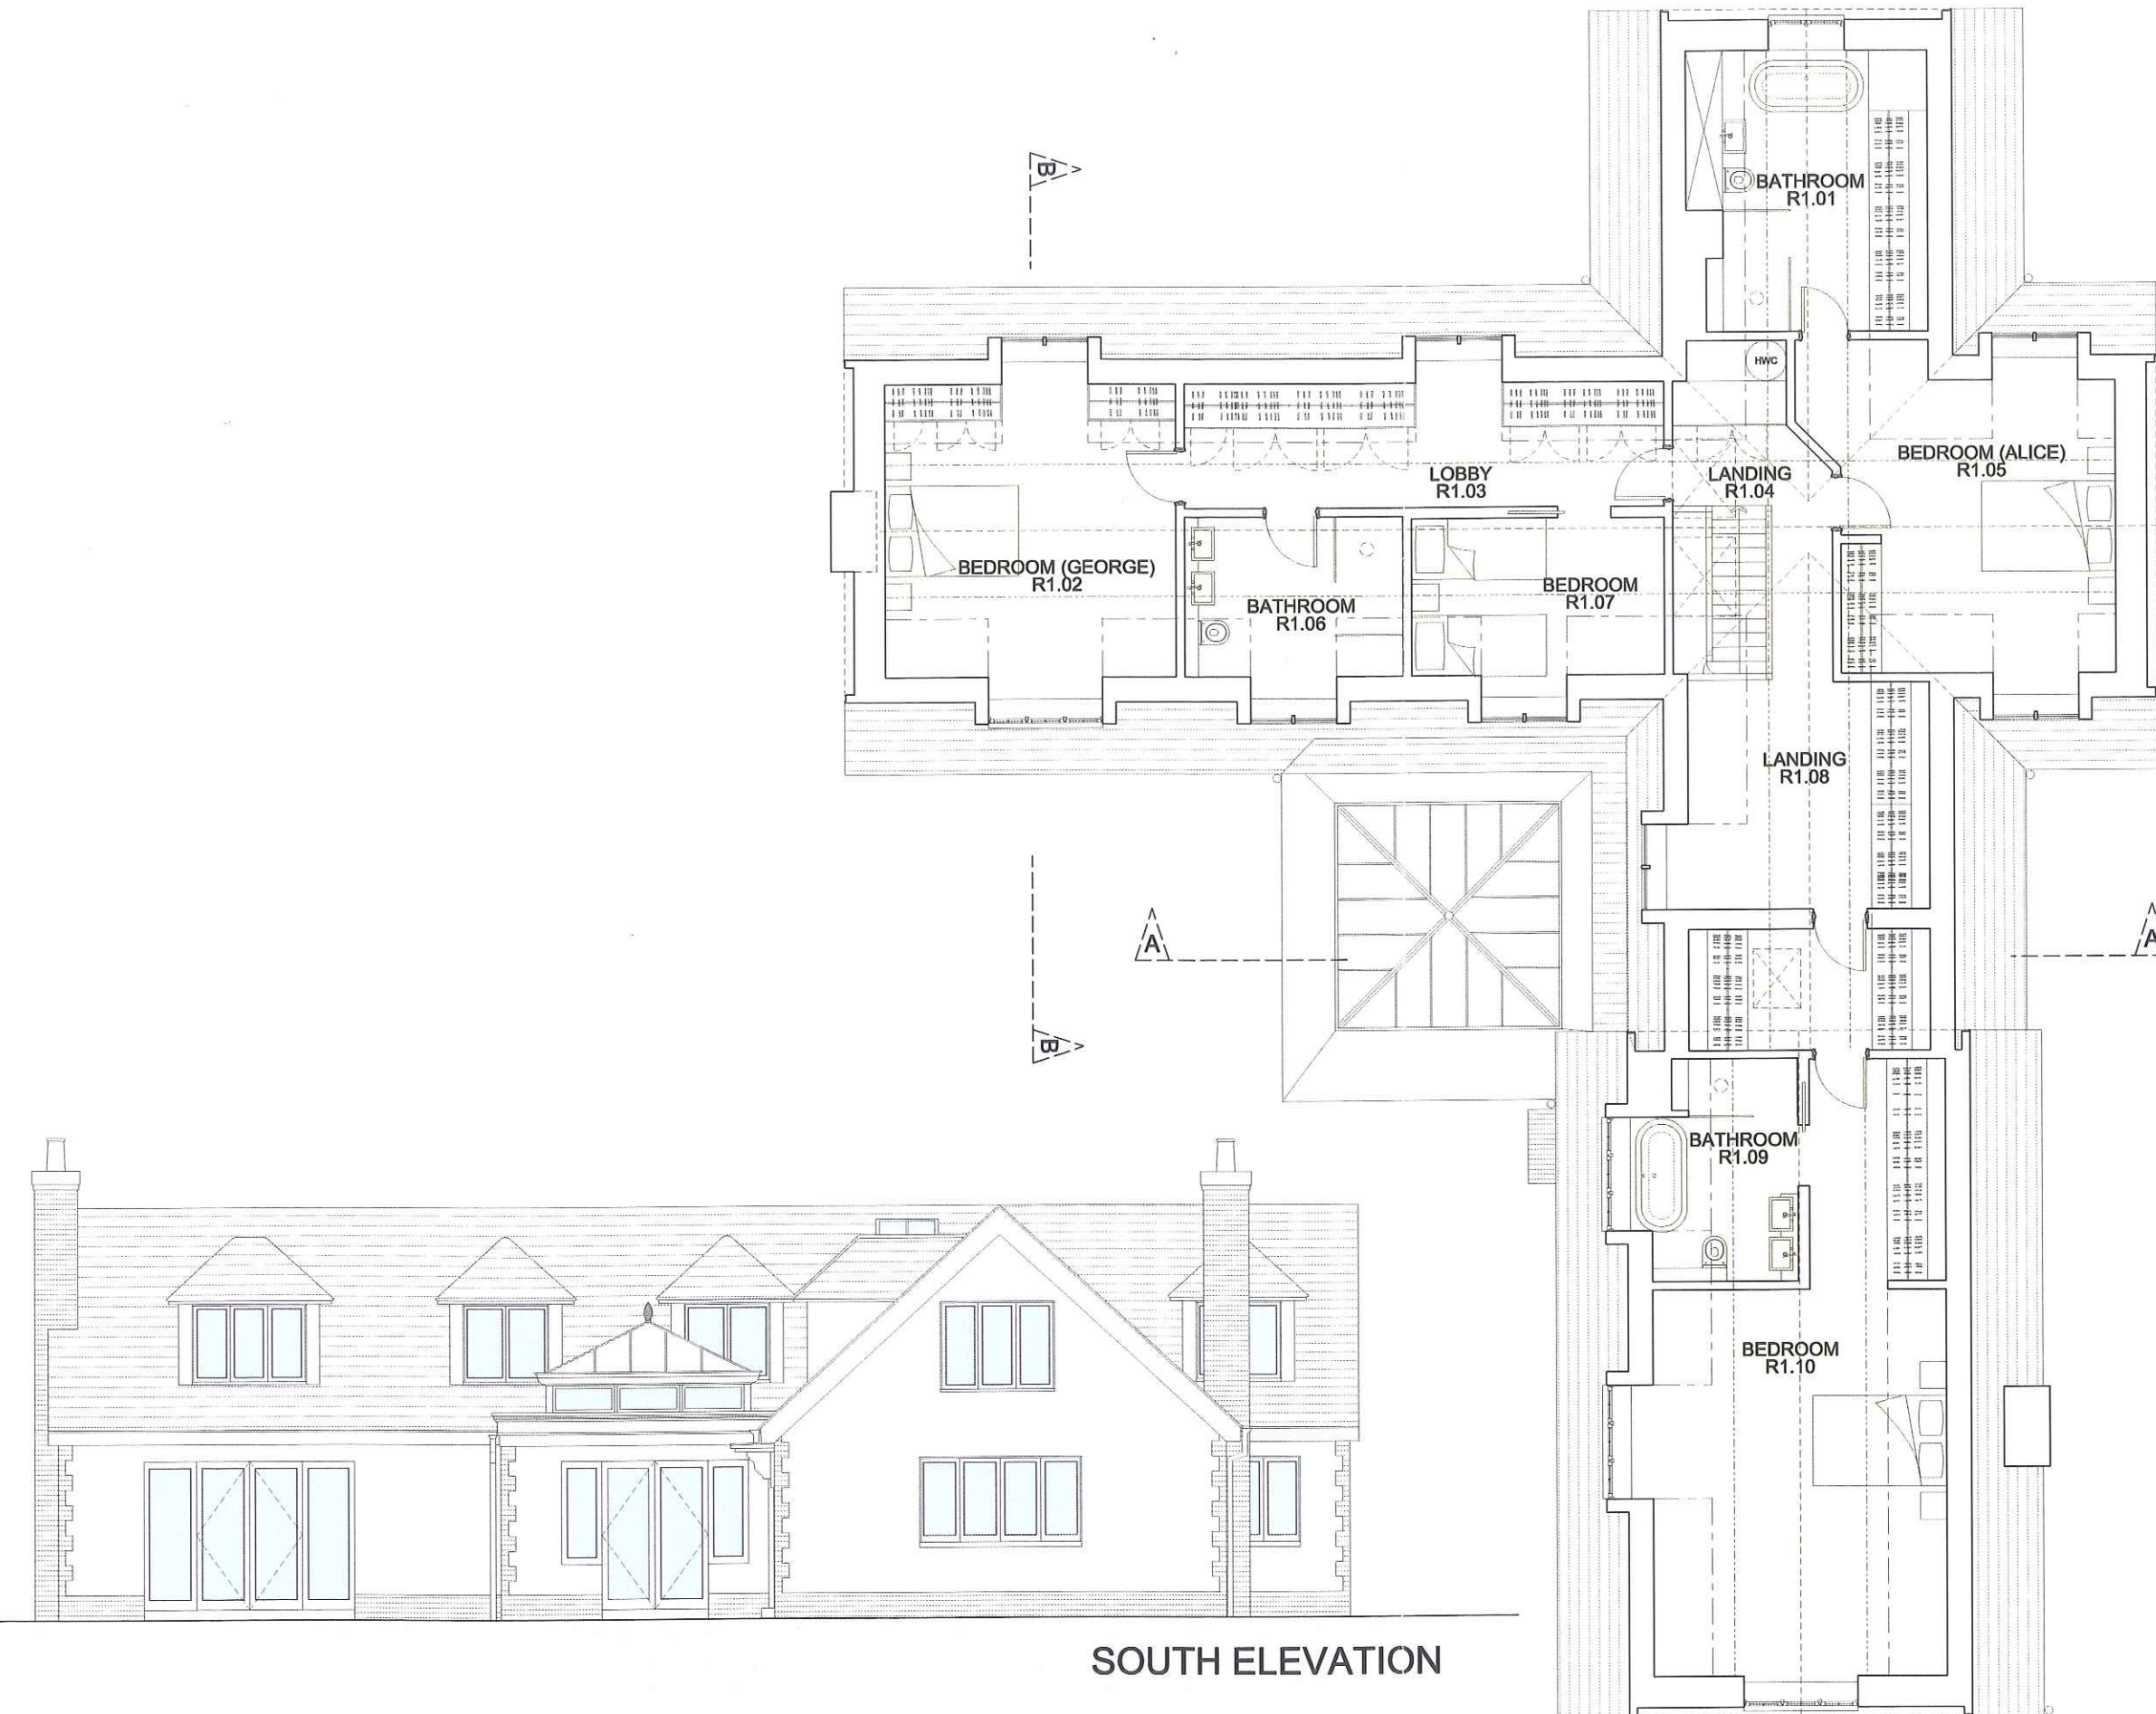 B
BATHROOM
R1.01
HWC
BEDROOM (ALICE)
R1.05
LOBBY
R1.03
LANDING
R1.04
BEDROOM (GEORGE)
R1.02
BATHROOM
R1.06
BEDROOM
R1.07
LANDING
R1.08
A
A
B
BATHROOM
R1.09
BEDROOM
R1.10
SOUTH ELEVATION